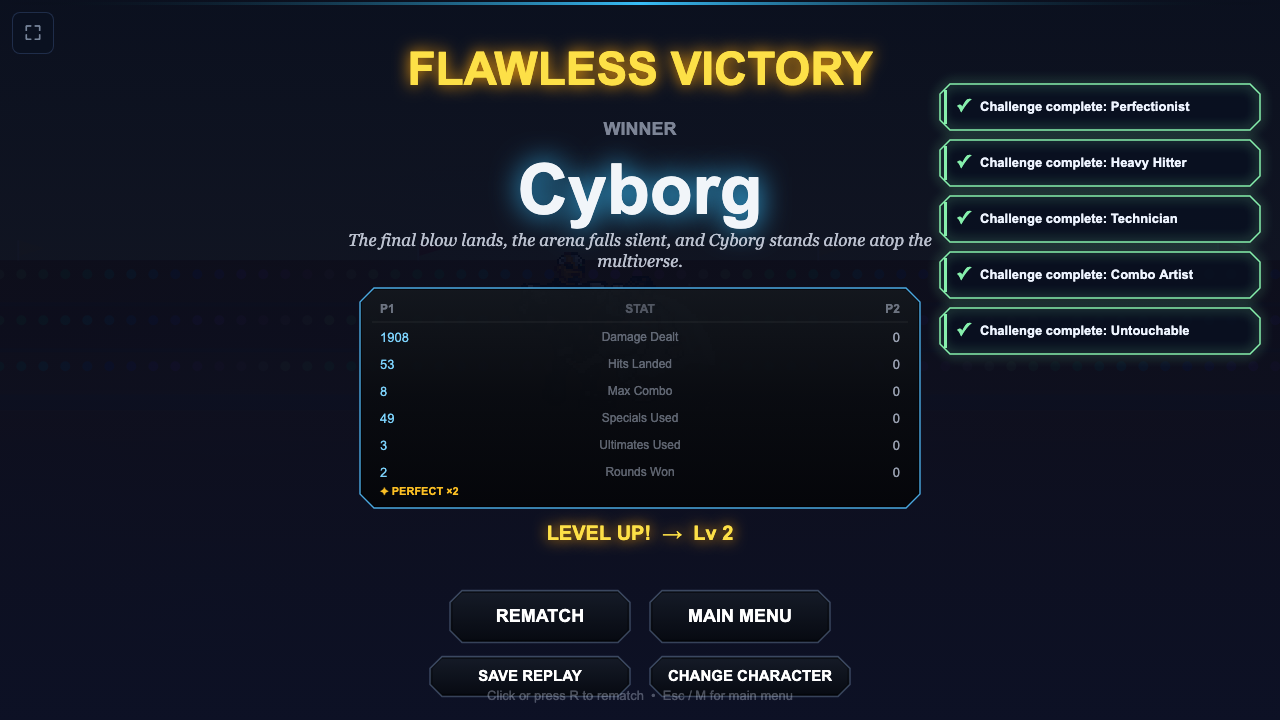 FLAWLESS VICTORY
WINNER
Cyborg
The final blow lands, the arena falls silent, and Cyborg stands alone atop the
multiverse.
P1 STAT P2
1908 Damage Dealt 0
53 Hits Landed 0
8 Max Combo 0
49 Specials Used 0
3 Ultimates Used 0
2 Rounds Won 0
✦ PERFECT ×2
LEVEL UP! → Lv 2
REMATCH
MAIN MENU
SAVE REPLAY
CHANGE CHARACTER
Click or press R to rematch • Esc / M for main menu
✔ Challenge complete: Perfectionist
✔ Challenge complete: Heavy Hitter
✔ Challenge complete: Technician
✔ Challenge complete: Combo Artist
✔ Challenge complete: Untouchable